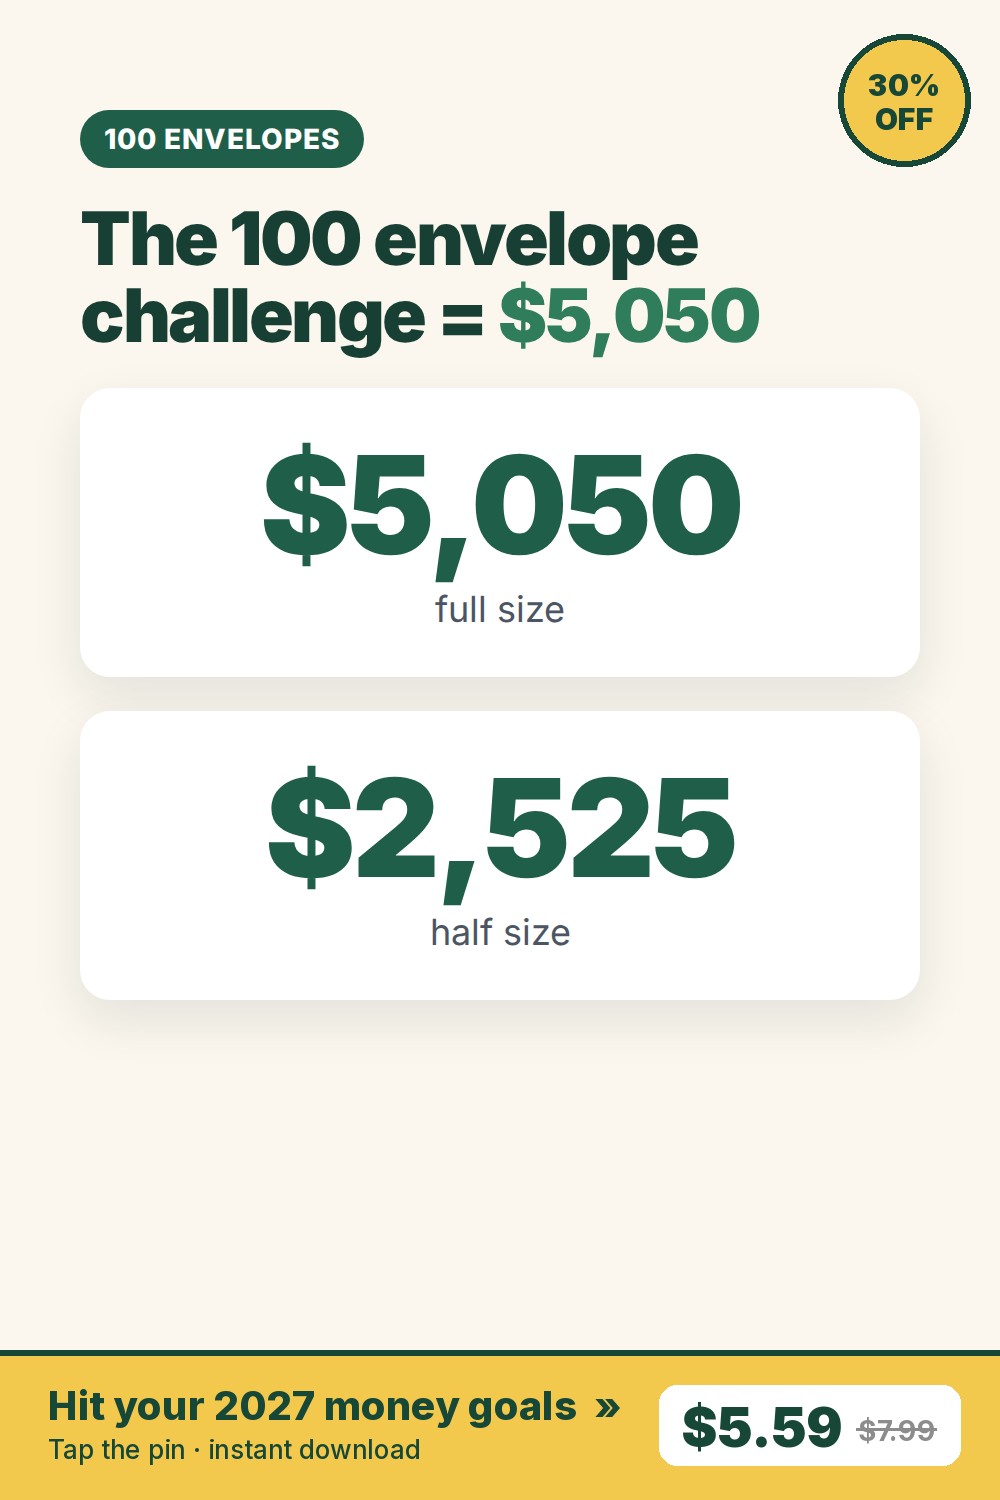 30%
OFF
100 ENVELOPES
The 100 envelope
challenge = $5,050
$5,050
full size
$2,525
half size
Hit your 2027 money goals »
Tap the pin · instant download
$5.59 $7.99